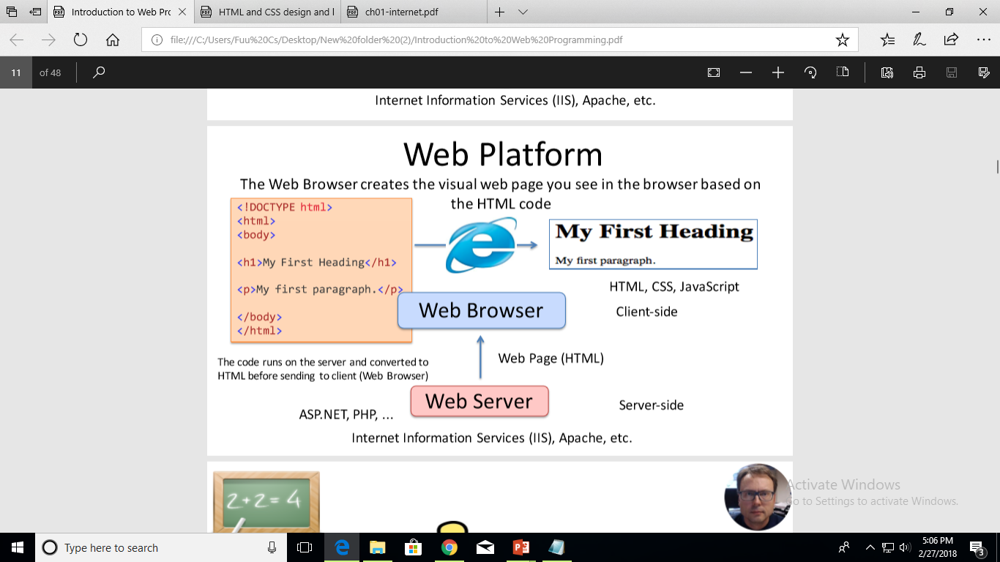 Introduction to Web Pro
HTML and CSS design and l
ch01-internet.pdf
file:///C:/Users/Fuu%20Cs/Desktop/New%20folder%20(2)/Introduction%20to%20Web%20Programming.pdf
11 of 48
Internet Information Services (IIS), Apache, etc.
Web Platform
The Web Browser creates the visual web page you see in the browser based on
the HTML code
<!DOCTYPE html>
<html>
<body>
<h1>My First Heading</h1>
<p>My first paragraph.</p>
</body>
</html>
My First Heading
My first paragraph.
HTML, CSS, JavaScript
Web Browser
Client-side
Web Page (HTML)
The code runs on the server and converted to
HTML before sending to client (Web Browser)
Web Server
Server-side
ASP.NET, PHP, ...
Internet Information Services (IIS), Apache, etc.
2+2=4
Activate Windows
Go to Settings to activate Windows.
Type here to search
5:06 PM
2/27/2018
3